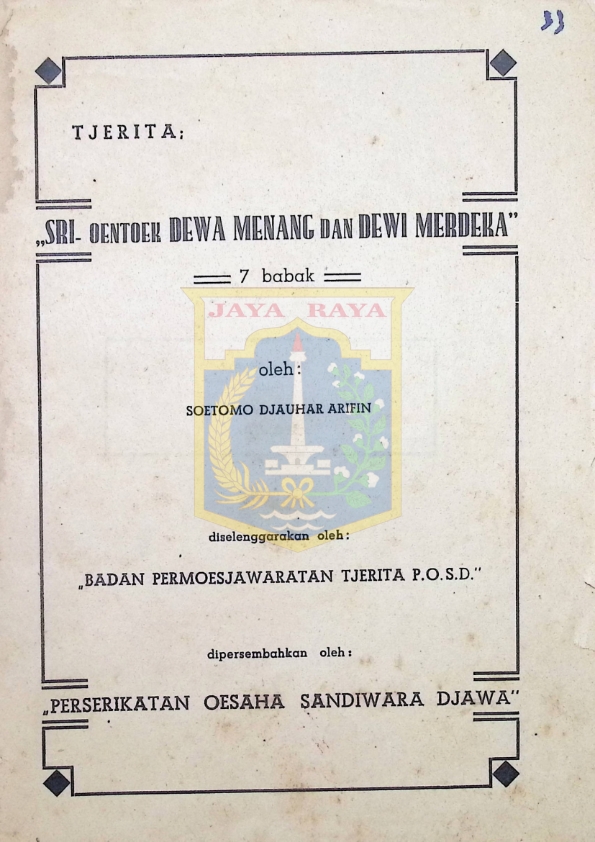 33
TJERITA;
„SRI- OENTOEK DEWA MENANG DAN DEWI MERDEKA”
7 babak
JAYA RAYA
oleh:
SOETOMO DJAUHAR ARIFIN
diselenggarakan oleh:
„BADAN PERMOESJAWARATAN TJERITA P.O.S.D.”
dipersembahkan oleh:
„PERSERIKATAN OESAHA SANDIWARA DJAWA”